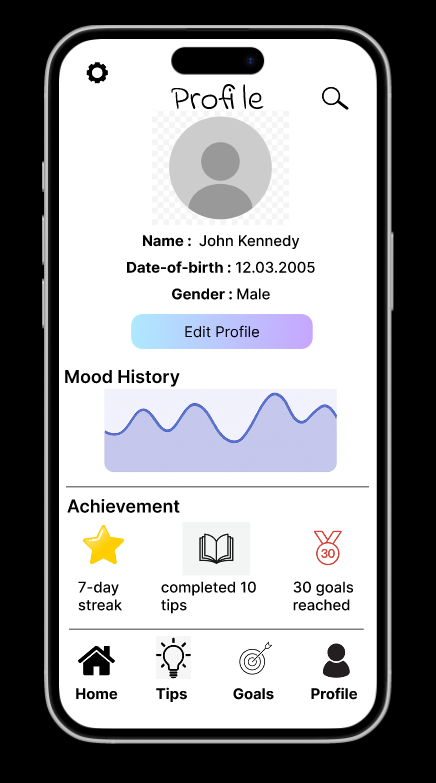 Profile
Name : John Kennedy
Date-of-birth : 12.03.2005
Gender : Male
Edit Profile
Mood History
Achievement
30
7-day
streak
completed 10
tips
30 goals
reached
Home
Tips
Goals
Profile